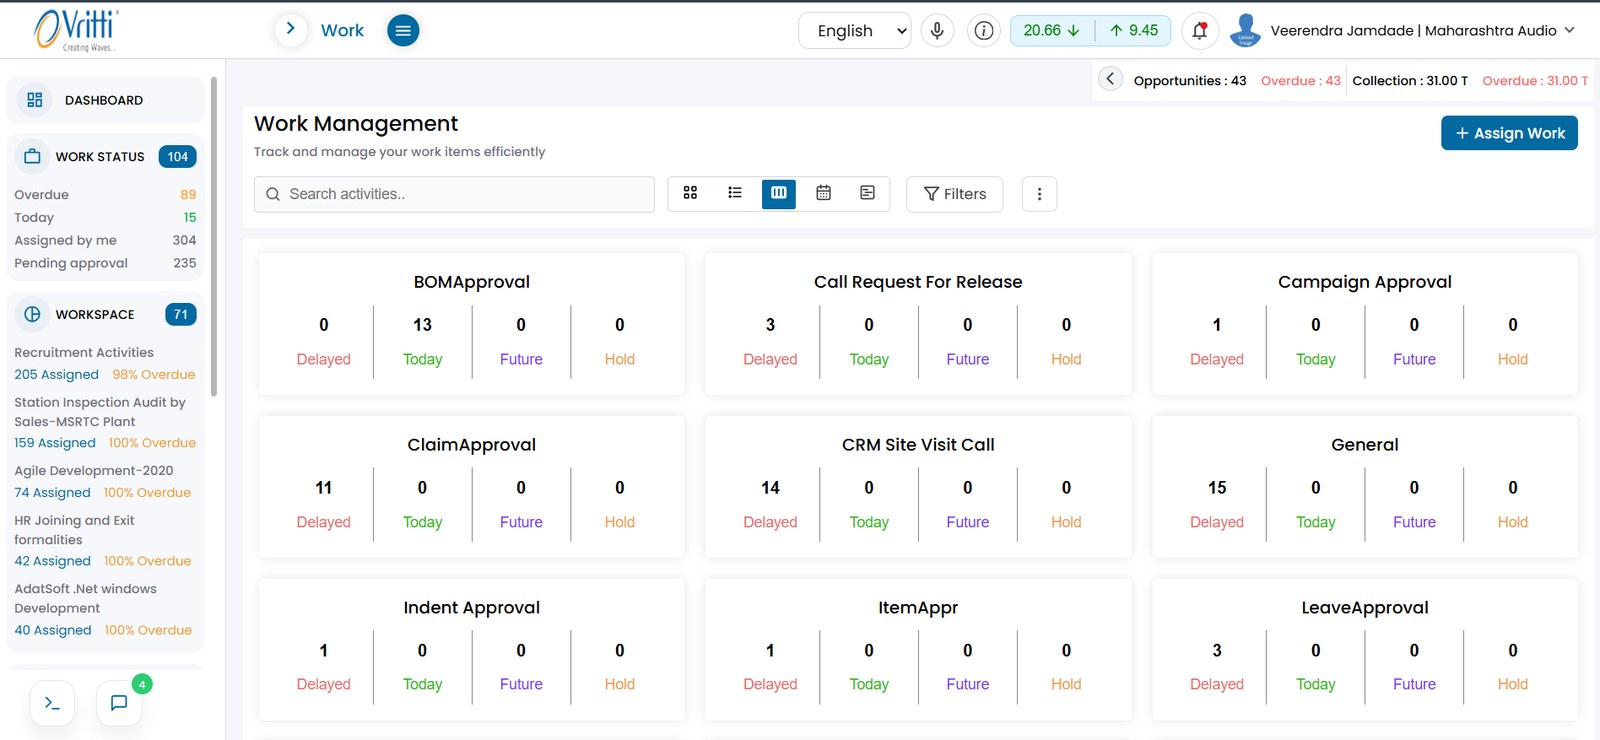 Vritti
Creating Waves...
Work
English
20.66 ↓ ↑ 9.45
Veerendra Jamdade | Maharashtra Audio
Opportunities : 43 Overdue : 43 Collection : 31.00 T Overdue : 31.00 T
DASHBOARD
WORK STATUS 104
Overdue 89
Today 15
Assigned by me 304
Pending approval 235
WORKSPACE 71
Recruitment Activities
205 Assigned 98% Overdue
Station Inspection Audit by
Sales-MSRTC Plant
159 Assigned 100% Overdue
Agile Development-2020
74 Assigned 100% Overdue
HR Joining and Exit
formalities
42 Assigned 100% Overdue
AdatSoft .Net windows
Development
40 Assigned 100% Overdue
4
Work Management
Track and manage your work items efficiently
+ Assign Work
Search activities..
Filters
BOMApproval
0 13 0 0
Delayed Today Future Hold
Call Request For Release
3 0 0 0
Delayed Today Future Hold
Campaign Approval
1 0 0 0
Delayed Today Future Hold
ClaimApproval
11 0 0 0
Delayed Today Future Hold
CRM Site Visit Call
14 0 0 0
Delayed Today Future Hold
General
15 0 0 0
Delayed Today Future Hold
Indent Approval
1 0 0 0
Delayed Today Future Hold
ItemAppr
1 0 0 0
Delayed Today Future Hold
LeaveApproval
3 0 0 0
Delayed Today Future Hold